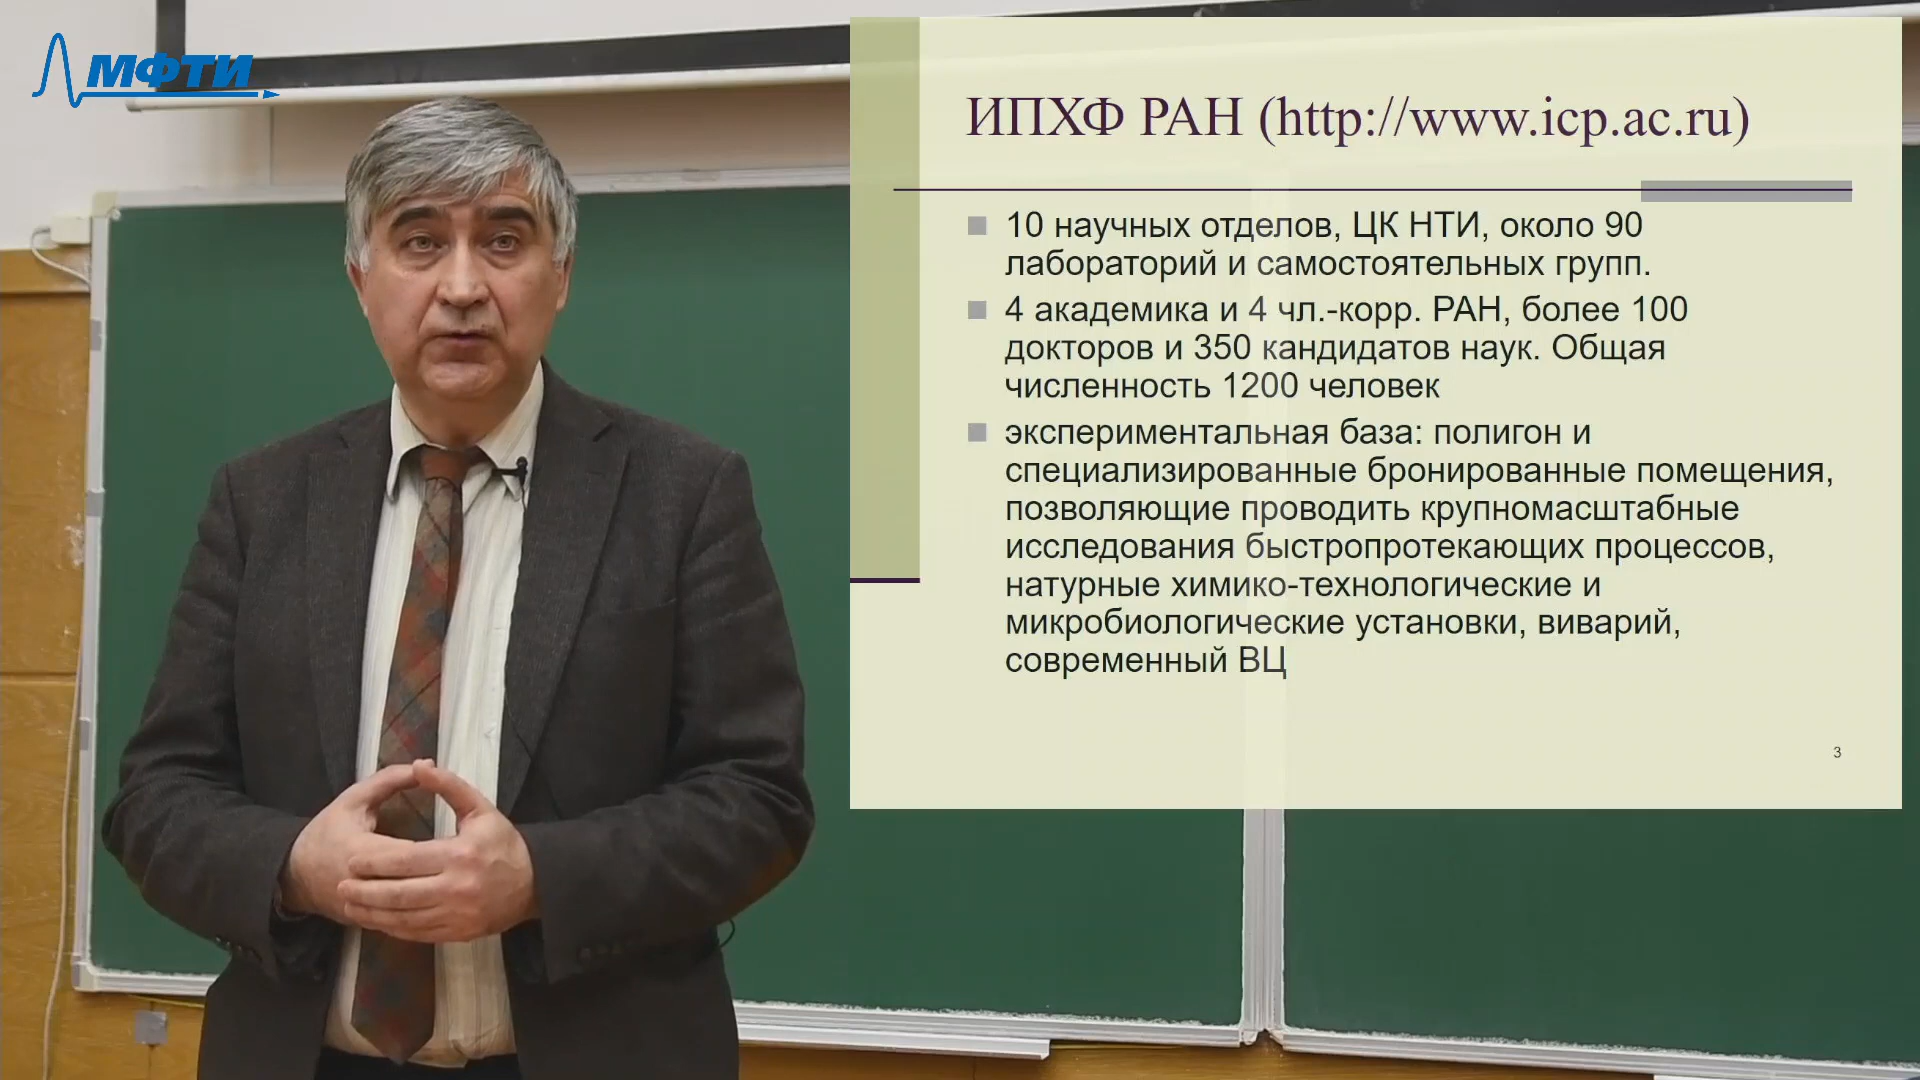 МФТИ
ИПХФ РАН (http://www.icp.ac.ru)
10 научных отделов, ЦК НТИ, около 90
лабораторий и самостоятельных групп.
4 академика и 4 чл.-корр. РАН, более 100
докторов и 350 кандидатов наук. Общая
численность 1200 человек
экспериментальная база: полигон и
специализированные бронированные помещения,
позволяющие проводить крупномасштабные
исследования быстропротекающих процессов,
натурные химико-технологические и
микробиологические установки, виварий,
современный ВЦ
3